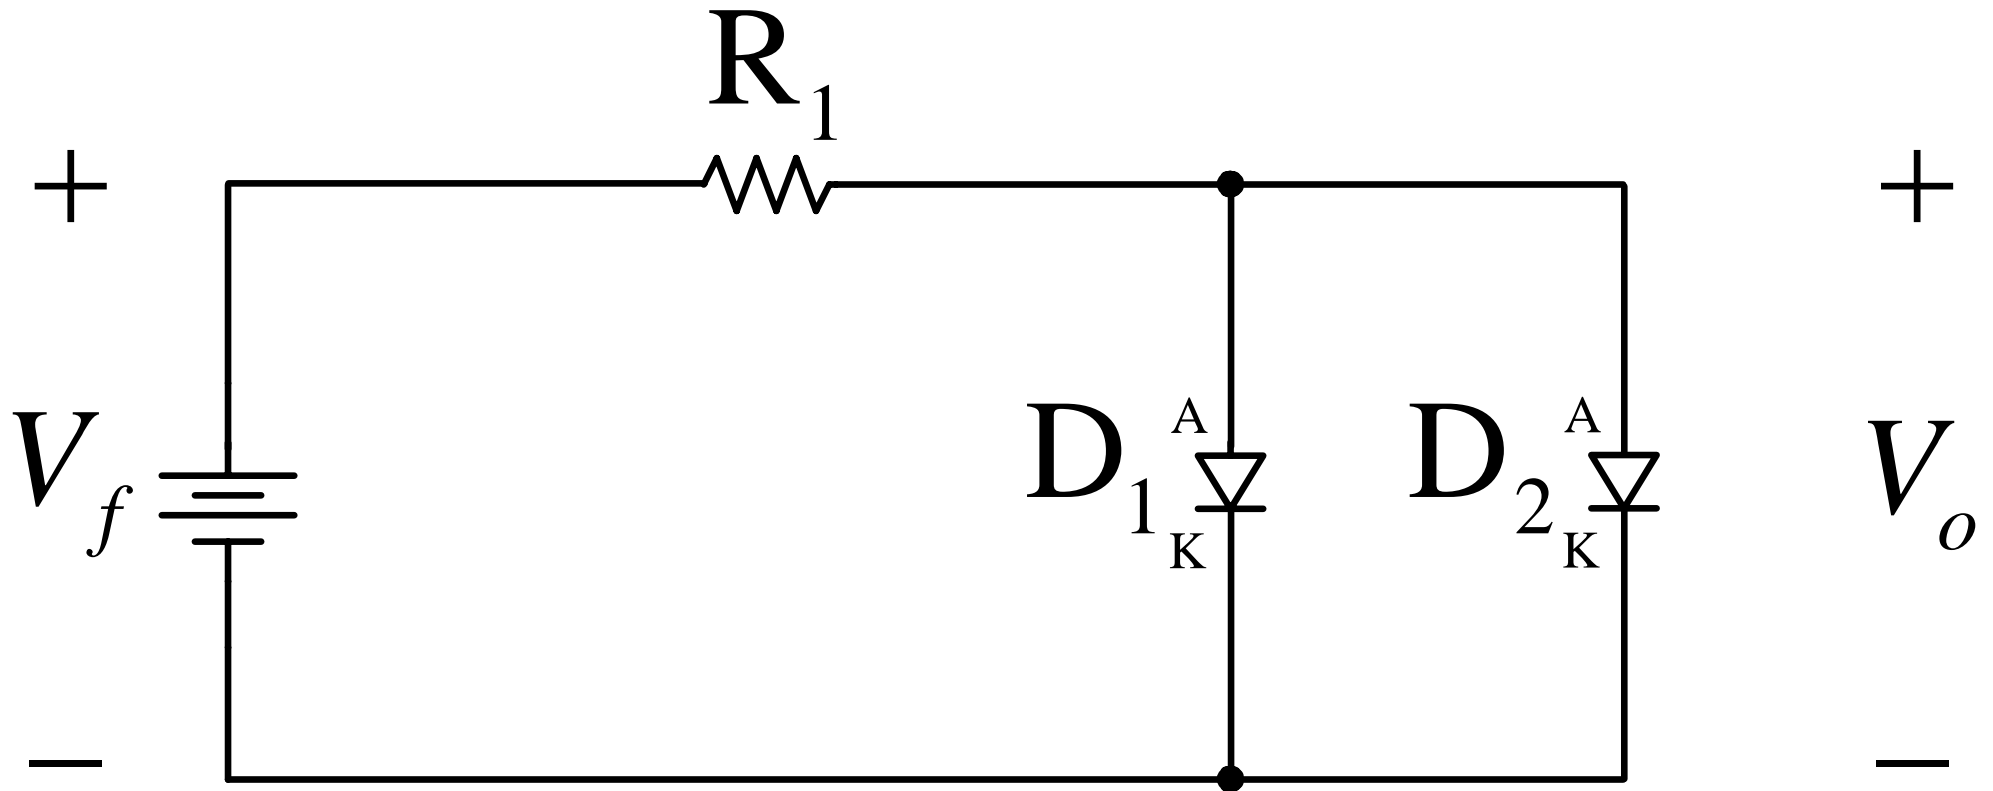 R1
+ +
Vf
D1 A K
D2 A K
Vo
− −